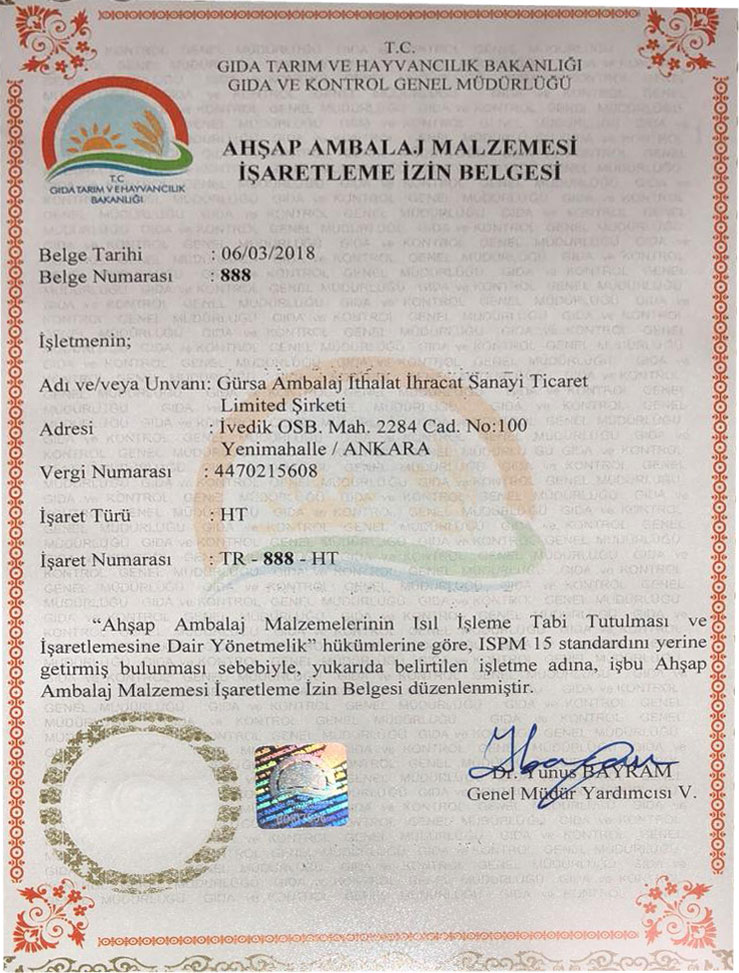 T.C.
GIDA TARIM VE HAYVANCILIK BAKANLIĞI
GIDA VE KONTROL GENEL MÜDÜRLÜĞÜ
T.C
GIDA TARIM VE HAYVANCILIK
BAKANLIĞI
AHŞAP AMBALAJ MALZEMESİ
İŞARETLEME İZİN BELGESİ
Belge Tarihi : 06/03/2018
Belge Numarası : 888
İşletmenin;
Adı ve/veya Unvanı: Gürsa Ambalaj İthalat İhracat Sanayi Ticaret
Limited Şirketi
Adresi : İvedik OSB. Mah. 2284 Cad. No:100
Yenimahalle / ANKARA
Vergi Numarası : 4470215608
İşaret Türü : HT
İşaret Numarası : TR - 888 - HT
“Ahşap Ambalaj Malzemelerinin Isıl İşleme Tabi Tutulması ve
İşaretlemesine Dair Yönetmelik” hükümlerine göre, ISPM 15 standardını yerine
getirmiş bulunması sebebiyle, yukarıda belirtilen işletme adına, işbu Ahşap
Ambalaj Malzemesi İşaretleme İzin Belgesi düzenlenmiştir.
Dr. Yunus BAYRAM
Genel Müdür Yardımcısı V.